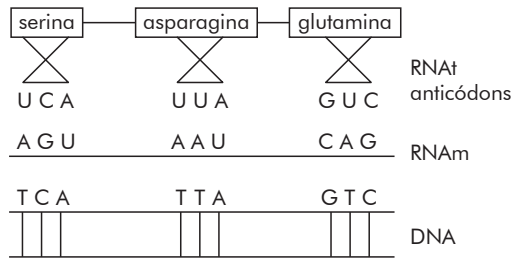 serina asparagina glutamina
RNAt
anticódons
U C A U U A G U C
A G U A A U C A G
RNAm
T C A T T A G T C
DNA